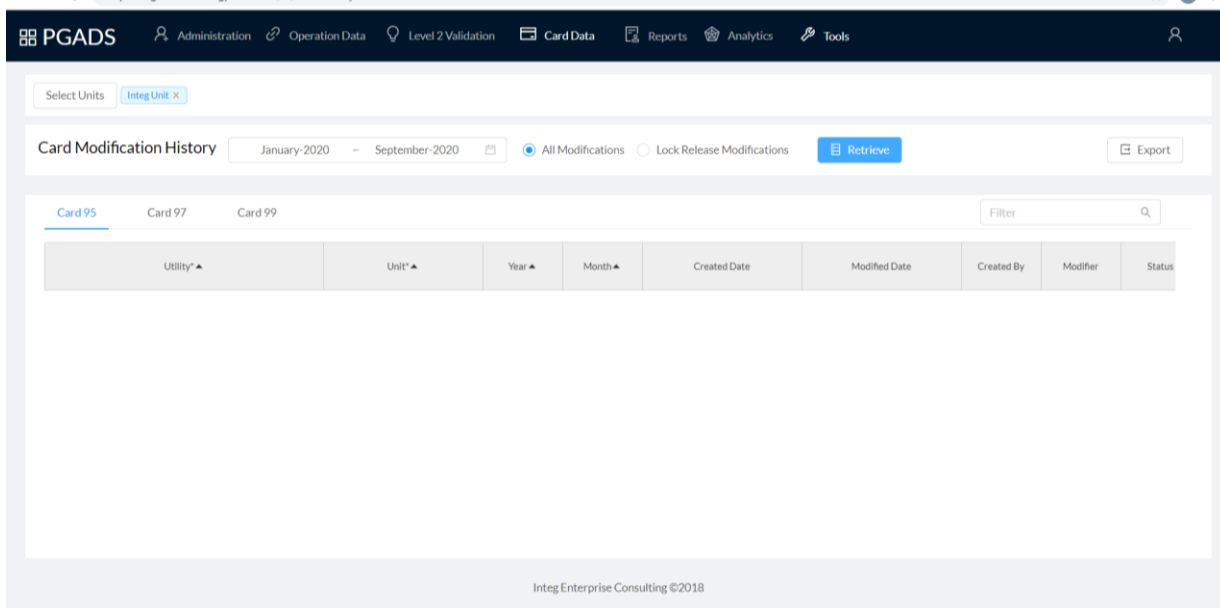 PGADS Administration Operation Data Level 2 Validation Card Data Reports Analytics Tools
Select Units Integ Unit ×
Card Modification History January-2020 – September-2020 All Modifications Lock Release Modifications Retrieve Export
Card 95 Card 97 Card 99 Filter
Utility* Unit* Year Month Created Date Modified Date Created By Modifier Status
Integ Enterprise Consulting ©2018